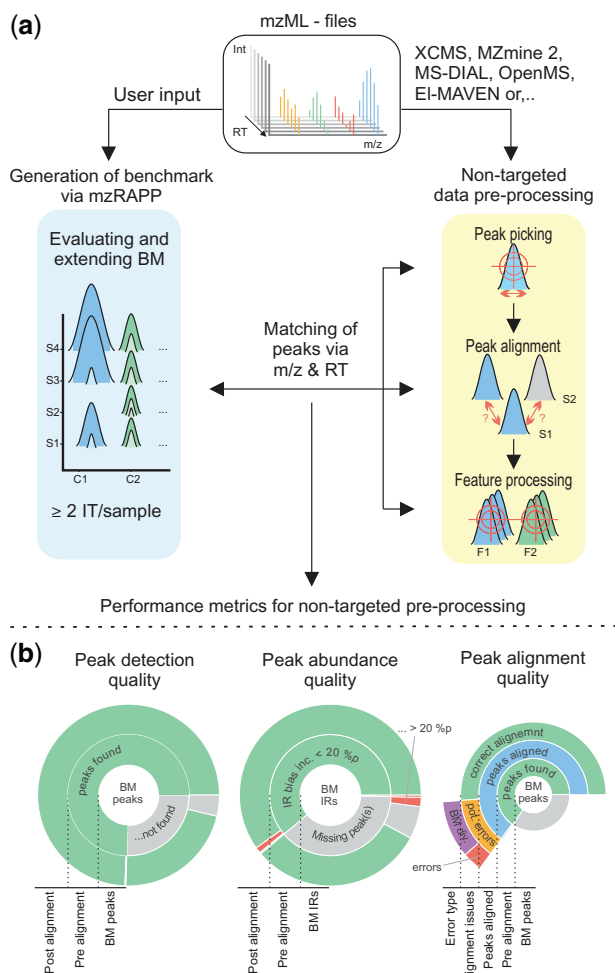 (a)
mzML - files
Int
RT
m/z
User input
XCMS, MZmine 2,
MS-DIAL, OpenMS,
El-MAVEN or,..
Generation of benchmark
via mzRAPP
Non-targeted
data pre-processing
Evaluating and
extending BM
S4
S3
S2
S1
...
...
...
...
C1
C2
≥ 2 IT/sample
Matching of
peaks via
m/z & RT
Peak picking
Peak alignment
?
?
S2
S1
Feature processing
F1
F2
Performance metrics for non-targeted pre-processing
(b)
Peak detection
quality
peaks found
BM
peaks
...not found
Post alignment
Pre alignment
BM peaks
Peak abundance
quality
... > 20 %p
IR bias inc. < 20 %p
BM
IRs
Missing peak(s)
Post alignment
Pre alignment
BM IRs
Peak alignment
quality
correct alignemnt
peaks aligned
peaks found
BM
peaks
pot. errors
BM div.
errors
Error type
ignment issues
Peaks aligned
Pre alignment
BM peaks